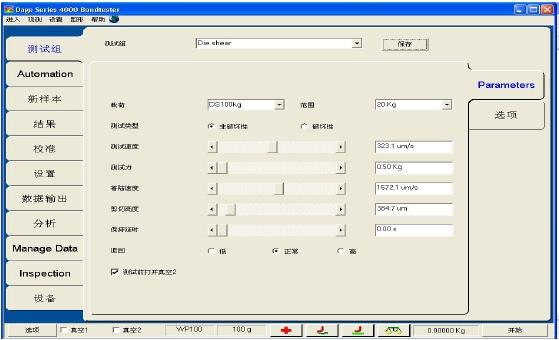 Dage Series 4000 Bondtester
进入 设置 图形 帮助
测试组
Automation
新样本
结果
校准
设置
数据输出
分析
Manage Data
Inspection
设备
测试组 Die shear 保存
Parameters
选项
载荷 DS100kg 范围 20 Kg
测试类型 非破坏性 破坏性
测试速度 323.1 um/s
测试力 0.50 Kg
着陆速度 1572.1 um/s
剪切高度 364.7 um
保持延时 0.00 s
返回 低 正常 高
测试前打开真空2
选项 真空1 真空2 WP100 100 g 0.00000 Kg 开始